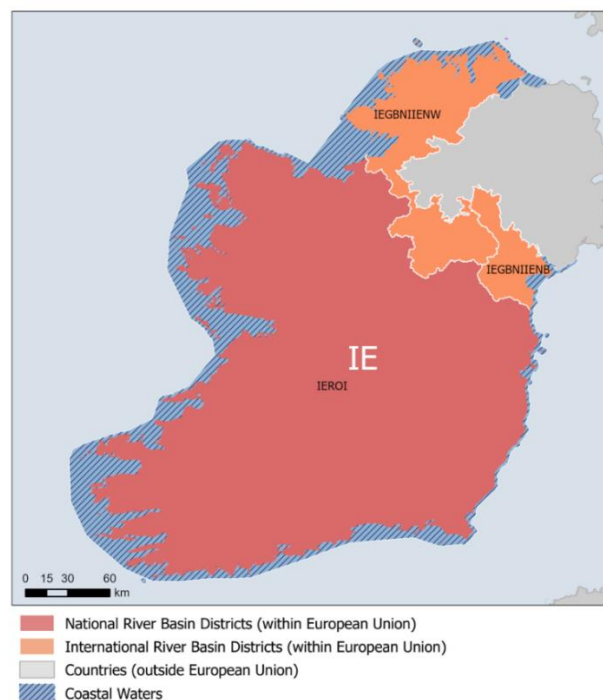 IEGBNIIENW
IEGBNIIENB
IE
IEROI
0 15 30 60
km
National River Basin Districts (within European Union)
International River Basin Districts (within European Union)
Countries (outside European Union)
Coastal Waters